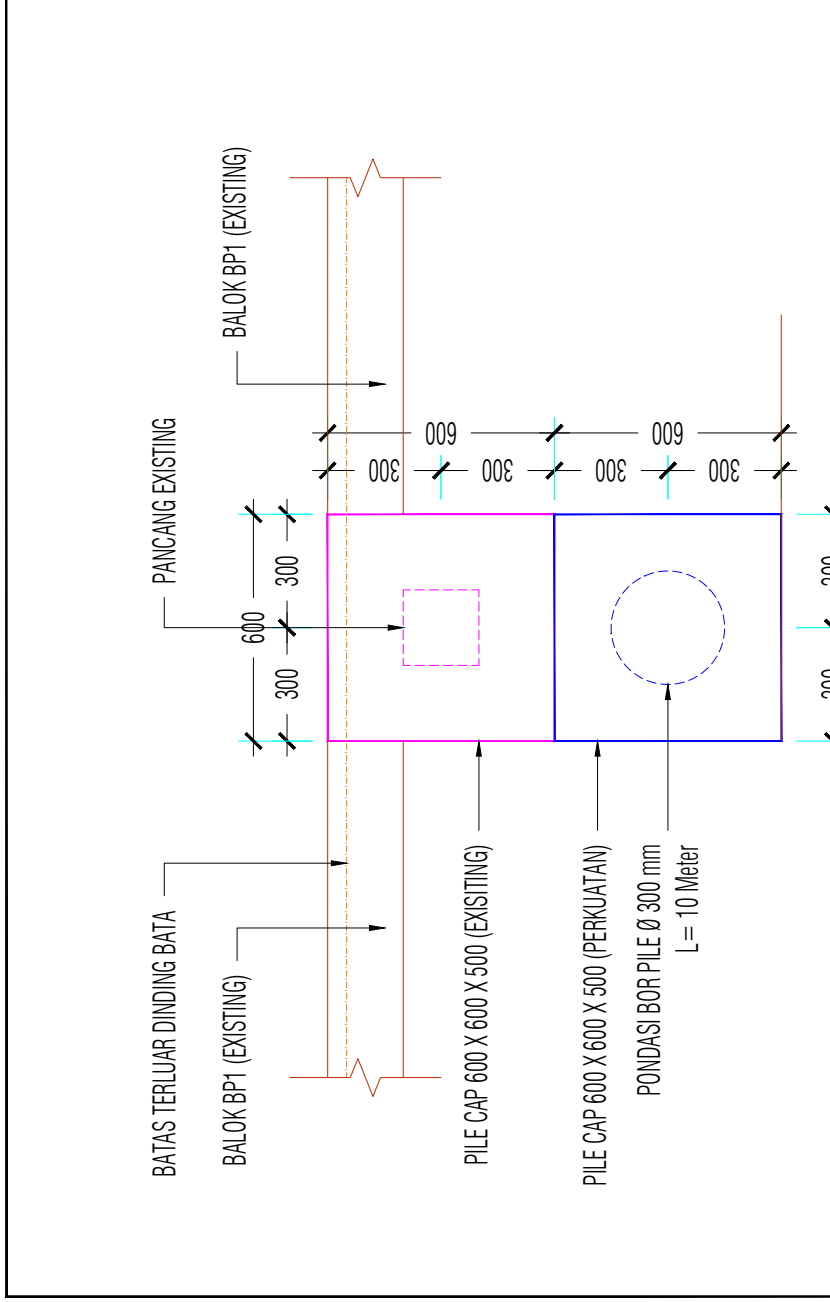 BATAS TERLUAR DINDING BATA
BALOK BP1 (EXISTING)
PANCANG EXISTING
BALOK BP1 (EXISTING)
600
300
300
600
300
300
600
300
300
PILE CAP 600 X 600 X 500 (EXISITING)
PILE CAP 600 X 600 X 500 (PERKUATAN)
PONDASI BOR PILE Ø 300 mm
L = 10 Meter